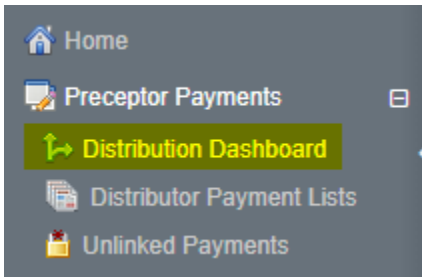 Home
Preceptor Payments
Distribution Dashboard
Distributor Payment Lists
Unlinked Payments